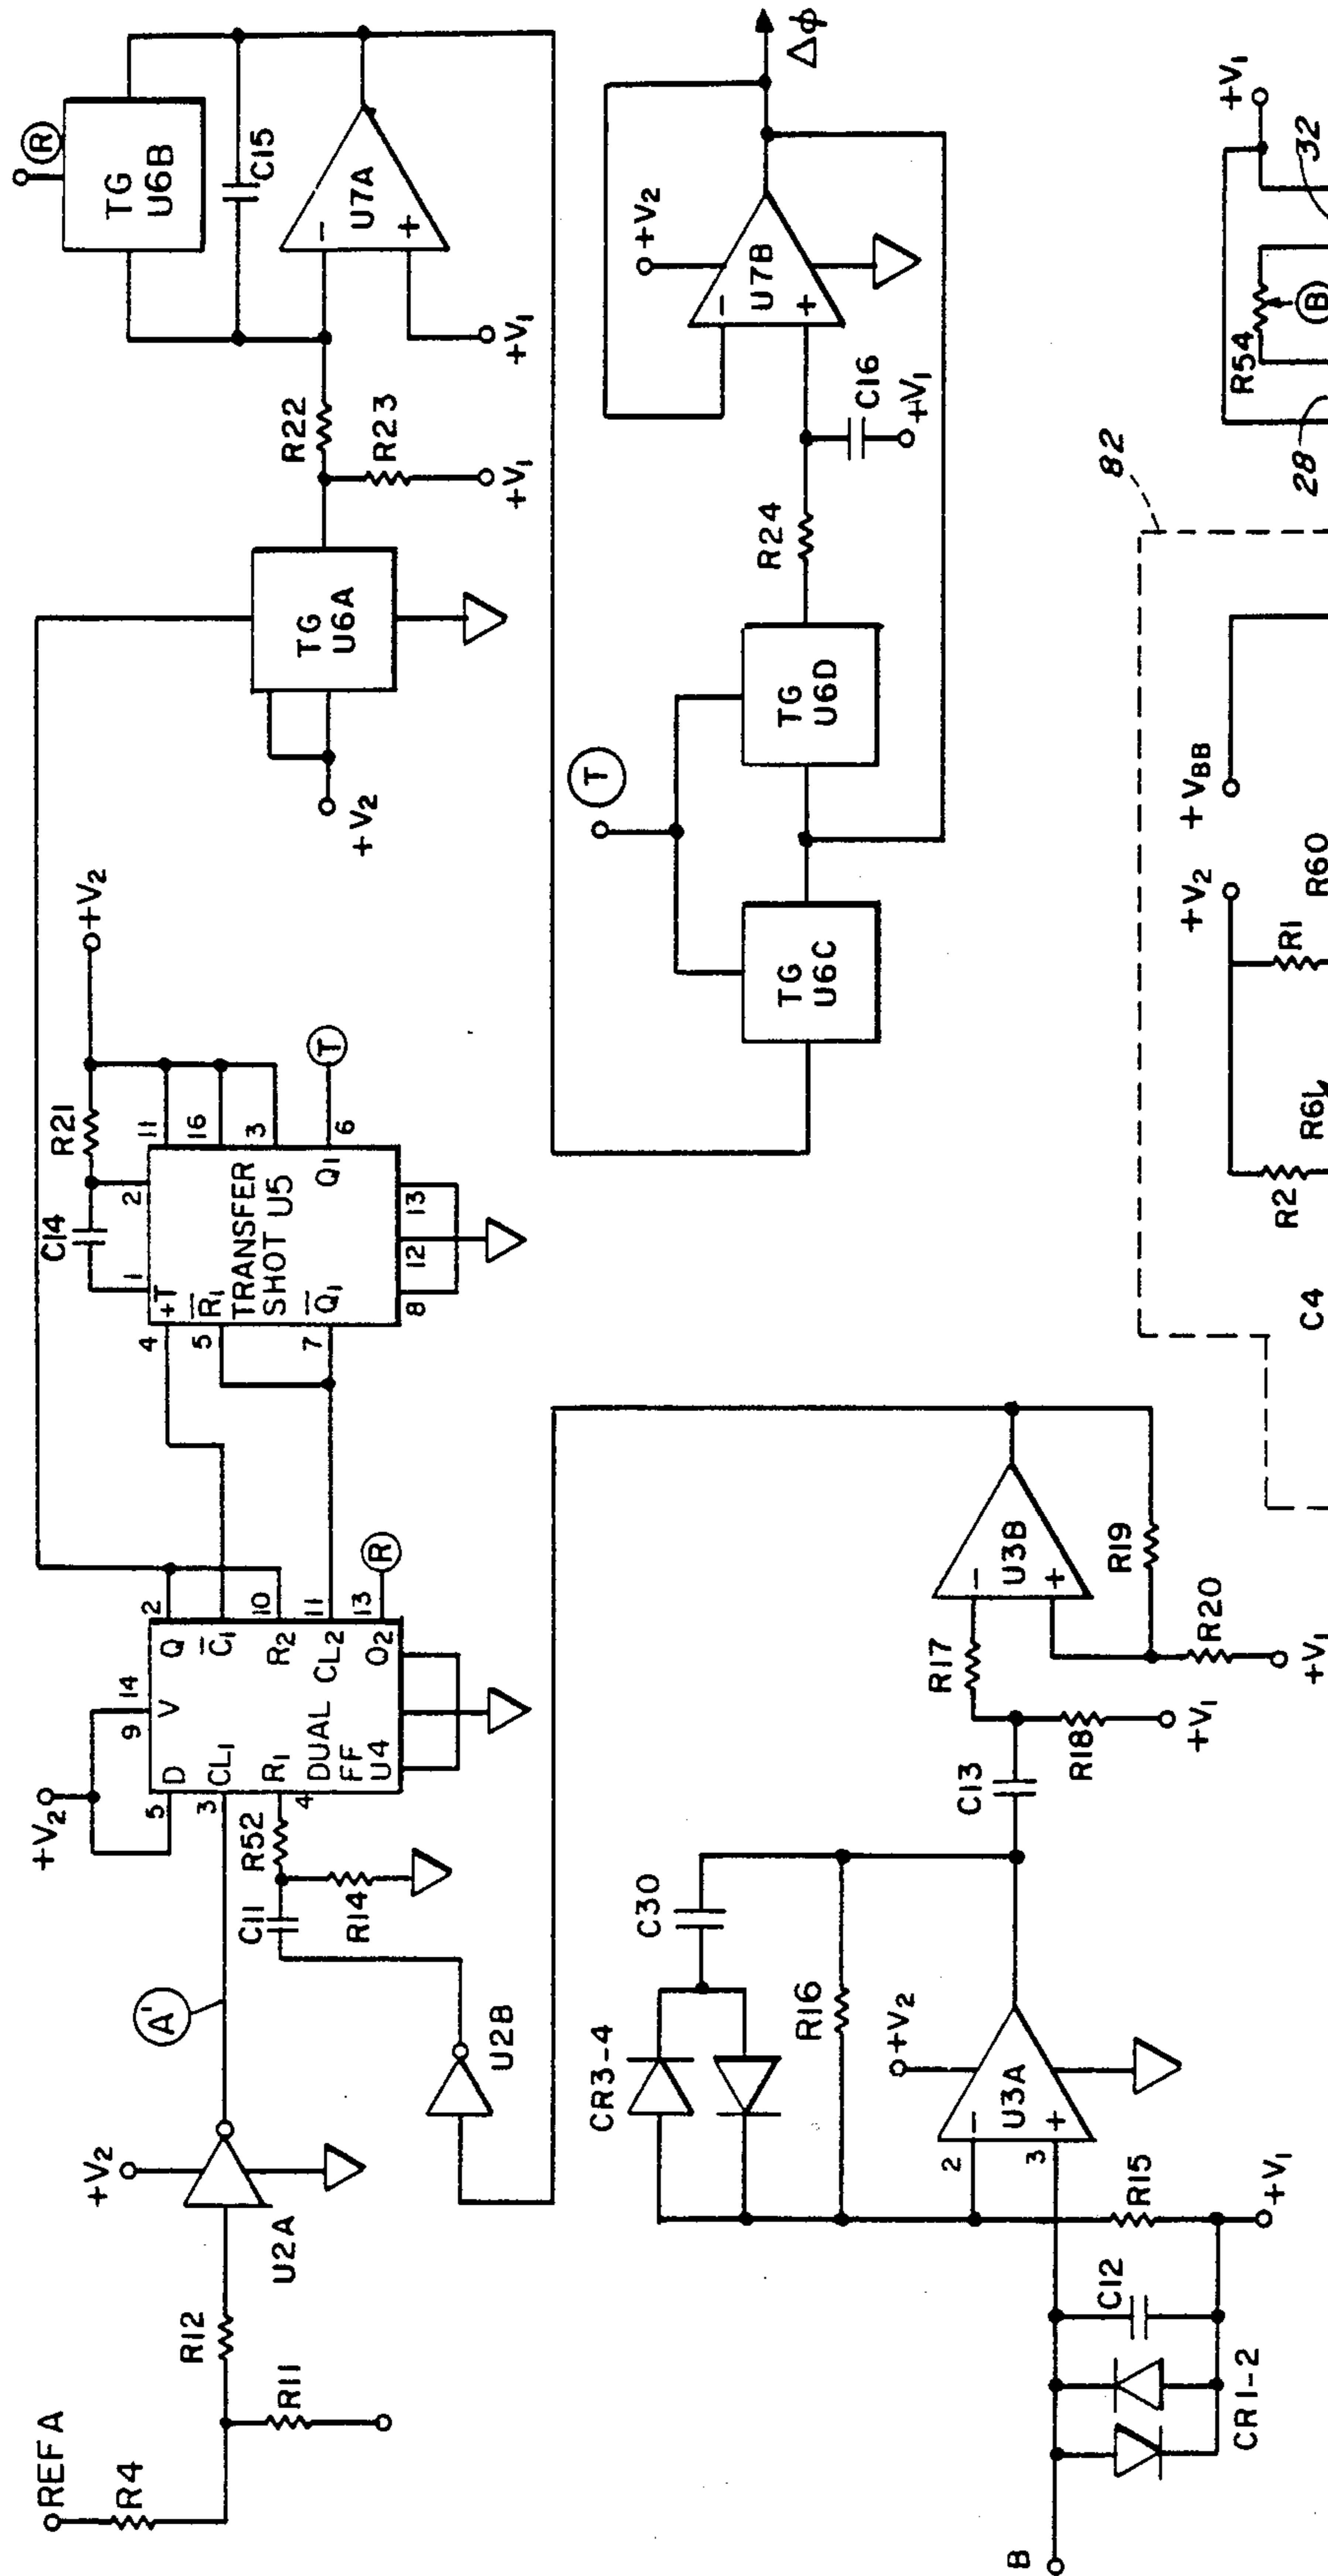 REF A
R4
R11
R12
U2A
+V2
A'
+V2
D
5
9
14
V
Q
2
CL1
3
C̅1
R1
4
R2
10
DUAL
FF
U4
CL2
11
O2
13
R
R52
C11
R14
U2B
C14
R21
+V2
1
2
+T
4
R̅1
5
TRANSFER
SHOT U5
Q̅1
7
Q1
6
T
11
16
3
8
12
13
+V2
TG
U6A
R22
R23
+V1
TG
U6B
R
C15
U7A
-
+
+V1
T
TG
U6C
TG
U6D
R24
C16
+V1
U7B
-
+
+V2
Δϕ
B
CR1-2
C12
R15
+V1
2
3
-
+
U3A
+V2
CR3-4
C30
R16
C13
R18
+V1
R17
-
+
U3B
R19
R20
+V1
82
C4
R2
R61
R1
R60
+V2
+VBB
28
R54
B
32
+V1